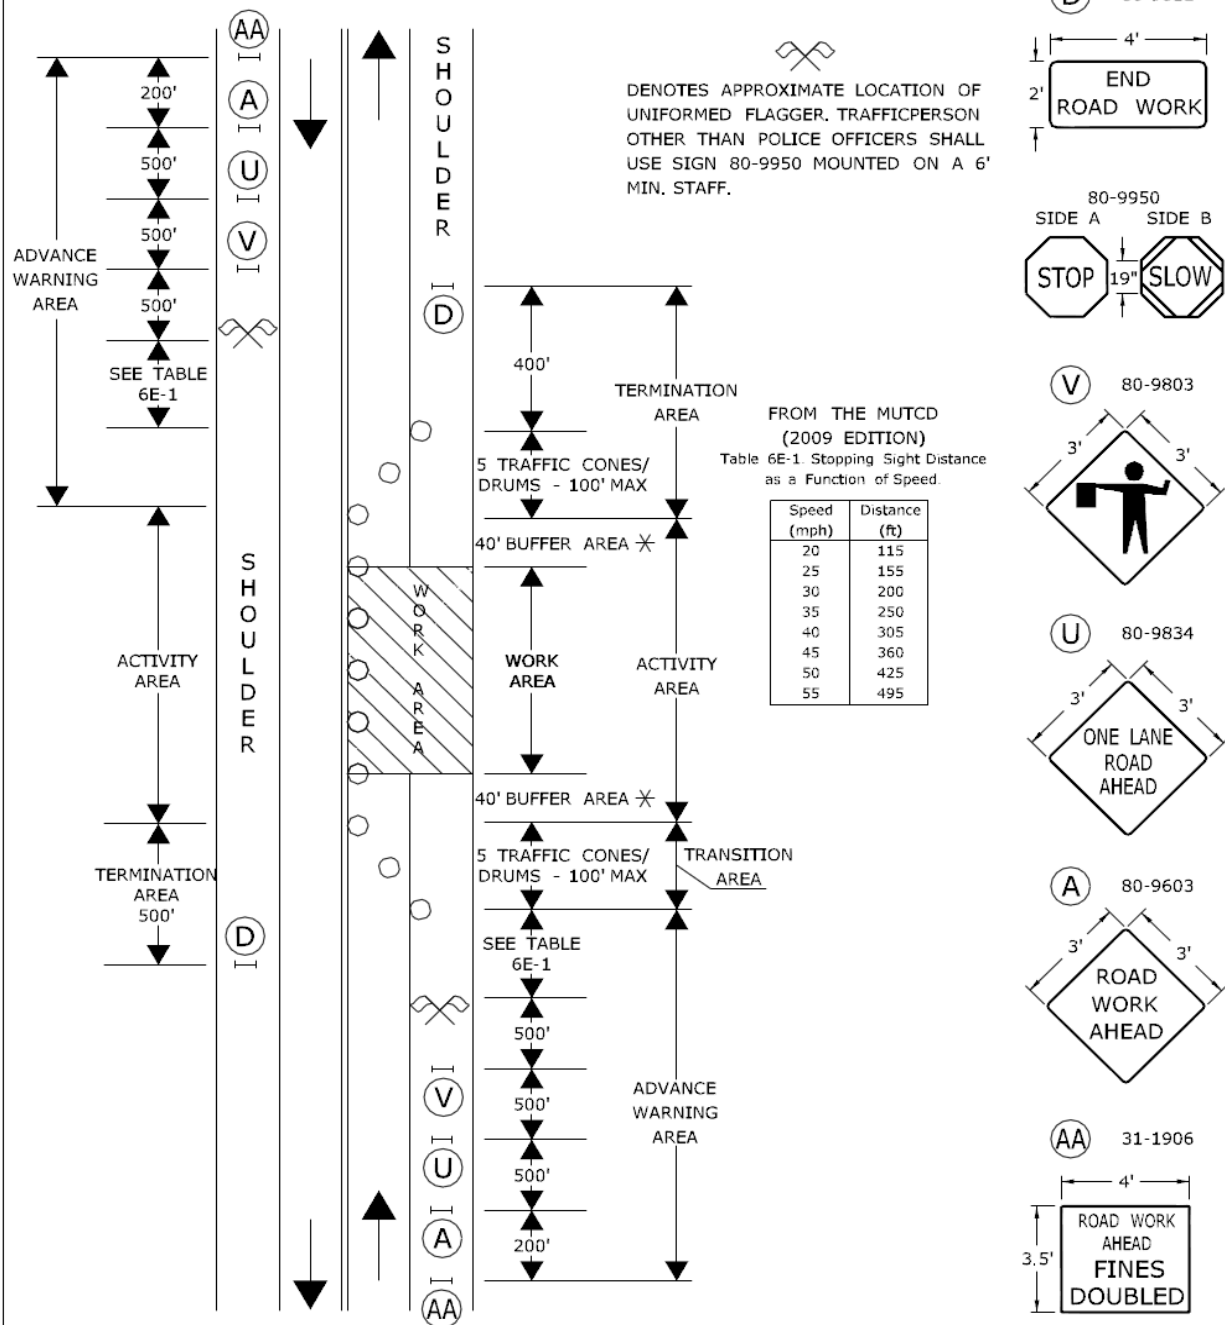 AA
200'
A
500'
U
500'
V
500'
ADVANCE
WARNING
AREA
SEE TABLE
6E-1
SHOULDER
ACTIVITY
AREA
TERMINATION
AREA
500'
D
SHOULDER
D
400'
TERMINATION
AREA
5 TRAFFIC CONES/
DRUMS - 100' MAX
40' BUFFER AREA
WORK AREA
WORK
AREA
ACTIVITY
AREA
40' BUFFER AREA
5 TRAFFIC CONES/
DRUMS - 100' MAX
TRANSITION
AREA
SEE TABLE
6E-1
500'
V
500'
U
500'
A
200'
AA
ADVANCE
WARNING
AREA
DENOTES APPROXIMATE LOCATION OF
UNIFORMED FLAGGER. TRAFFICPERSON
OTHER THAN POLICE OFFICERS SHALL
USE SIGN 80-9950 MOUNTED ON A 6'
MIN. STAFF.
FROM THE MUTCD
(2009 EDITION)
Table 6E-1. Stopping Sight Distance
as a Function of Speed.
Speed Distance
(mph) (ft)
20 115
25 155
30 200
35 250
40 305
45 360
50 425
55 495
4'
2'
END
ROAD WORK
80-9950
SIDE A SIDE B
STOP 19" SLOW
V 80-9803
3' 3'
U 80-9834
3' 3'
ONE LANE
ROAD
AHEAD
A 80-9603
3' 3'
ROAD
WORK
AHEAD
AA 31-1906
4'
3.5'
ROAD WORK
AHEAD
FINES
DOUBLED